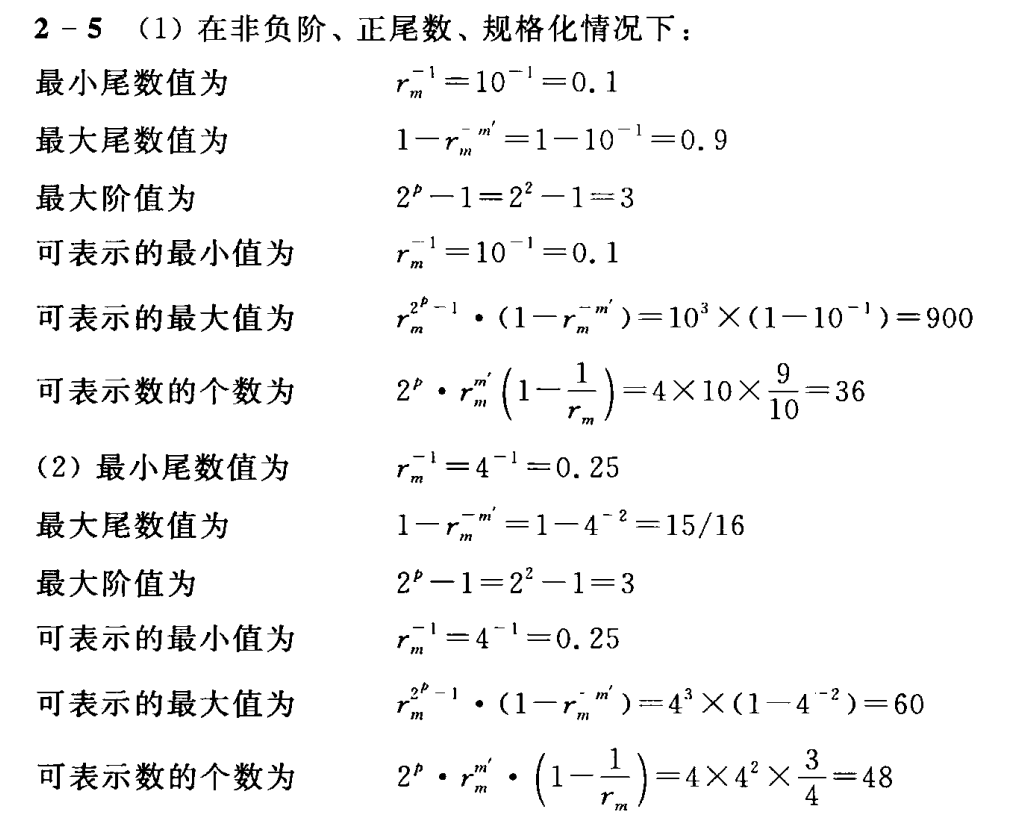 2-5 (1) 在非负阶、正尾数、规格化情况下:
最小尾数值为 $r_m^{-1}=10^{-1}=0.1$
最大尾数值为 $1-r_m^{-m'}=1-10^{-1}=0.9$
最大阶值为 $2^p-1=2^2-1=3$
可表示的最小值为 $r_m^{-1}=10^{-1}=0.1$
可表示的最大值为 $r_m^{2^p-1}\cdot(1-r_m^{-m'})=10^3\times(1-10^{-1})=900$
可表示数的个数为 $2^p\cdot r_m^{m'}\left(1-\frac{1}{r_m}\right)=4\times10\times\frac{9}{10}=36$
(2) 最小尾数值为 $r_m^{-1}=4^{-1}=0.25$
最大尾数值为 $1-r_m^{-m'}=1-4^{-2}=15/16$
最大阶值为 $2^p-1=2^2-1=3$
可表示的最小值为 $r_m^{-1}=4^{-1}=0.25$
可表示的最大值为 $r_m^{2^p-1}\cdot(1-r_m^{-m'})=4^3\times(1-4^{-2})=60$
可表示数的个数为 $2^p\cdot r_m^{m'}\cdot\left(1-\frac{1}{r_m}\right)=4\times4^2\times\frac{3}{4}=48$